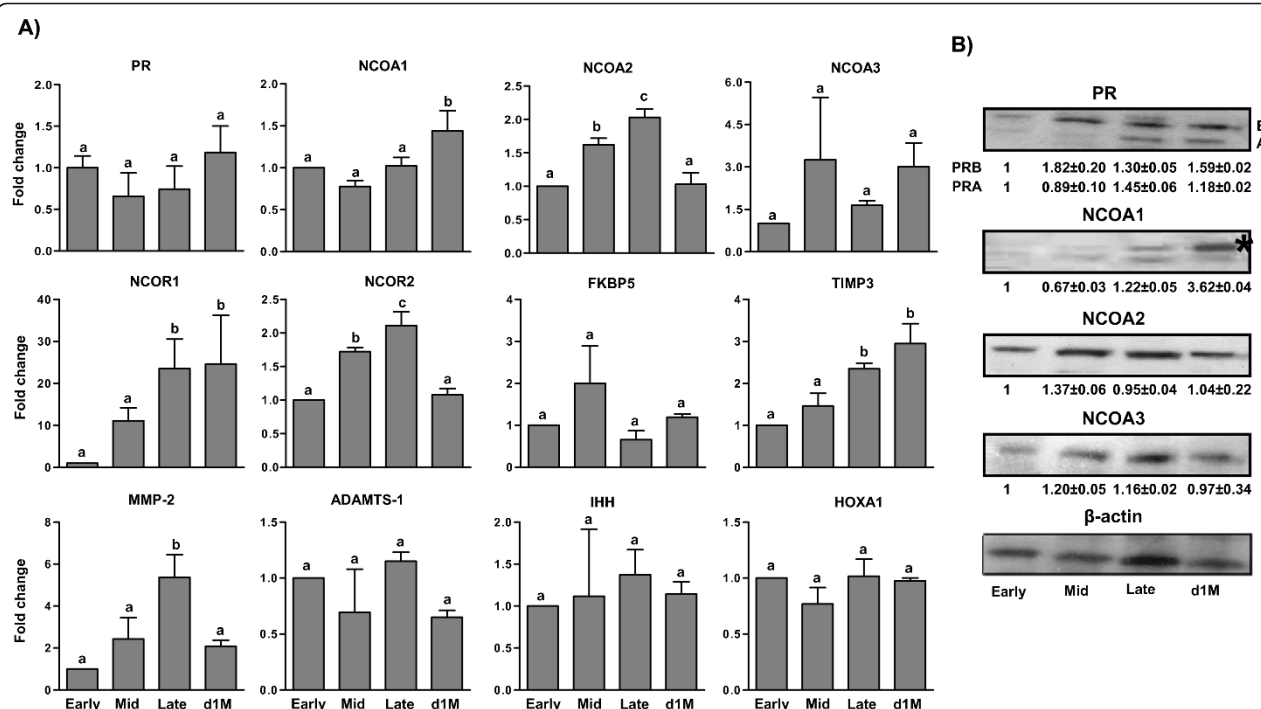 A)
B)
PR
NCOA1
NCOA2
NCOA3
Fold change
2.0
1.5
1.0
0.5
0.0
a
a
a
a
2.0
1.5
1.0
0.5
0.0
a
a
a
b
2.5
2.0
1.5
1.0
0.5
0.0
a
b
c
a
6.0
4.5
3.0
1.5
0.0
a
a
a
a
NCOR1
NCOR2
FKBP5
TIMP3
Fold change
40
30
20
10
0
a
a
b
b
2.5
2.0
1.5
1.0
0.5
0.0
a
b
c
a
4
3
2
1
0
a
a
a
a
4
3
2
1
0
a
a
b
b
MMP-2
ADAMTS-1
IHH
HOXA1
Fold change
8
6
4
2
0
a
a
b
a
1.5
1.0
0.5
0.0
a
a
a
a
2.0
1.5
1.0
0.5
0.0
a
a
a
a
1.5
1.0
0.5
0.0
a
a
a
a
Early Mid Late d1M
Early Mid Late d1M
Early Mid Late d1M
Early Mid Late d1M
PR
PRB 1 1.82±0.20 1.30±0.05 1.59±0.02
PRA 1 0.89±0.10 1.45±0.06 1.18±0.02
NCOA1
*
1 0.67±0.03 1.22±0.05 3.62±0.04
NCOA2
1 1.37±0.06 0.95±0.04 1.04±0.22
NCOA3
1 1.20±0.05 1.16±0.02 0.97±0.34
β-actin
Early Mid Late d1M